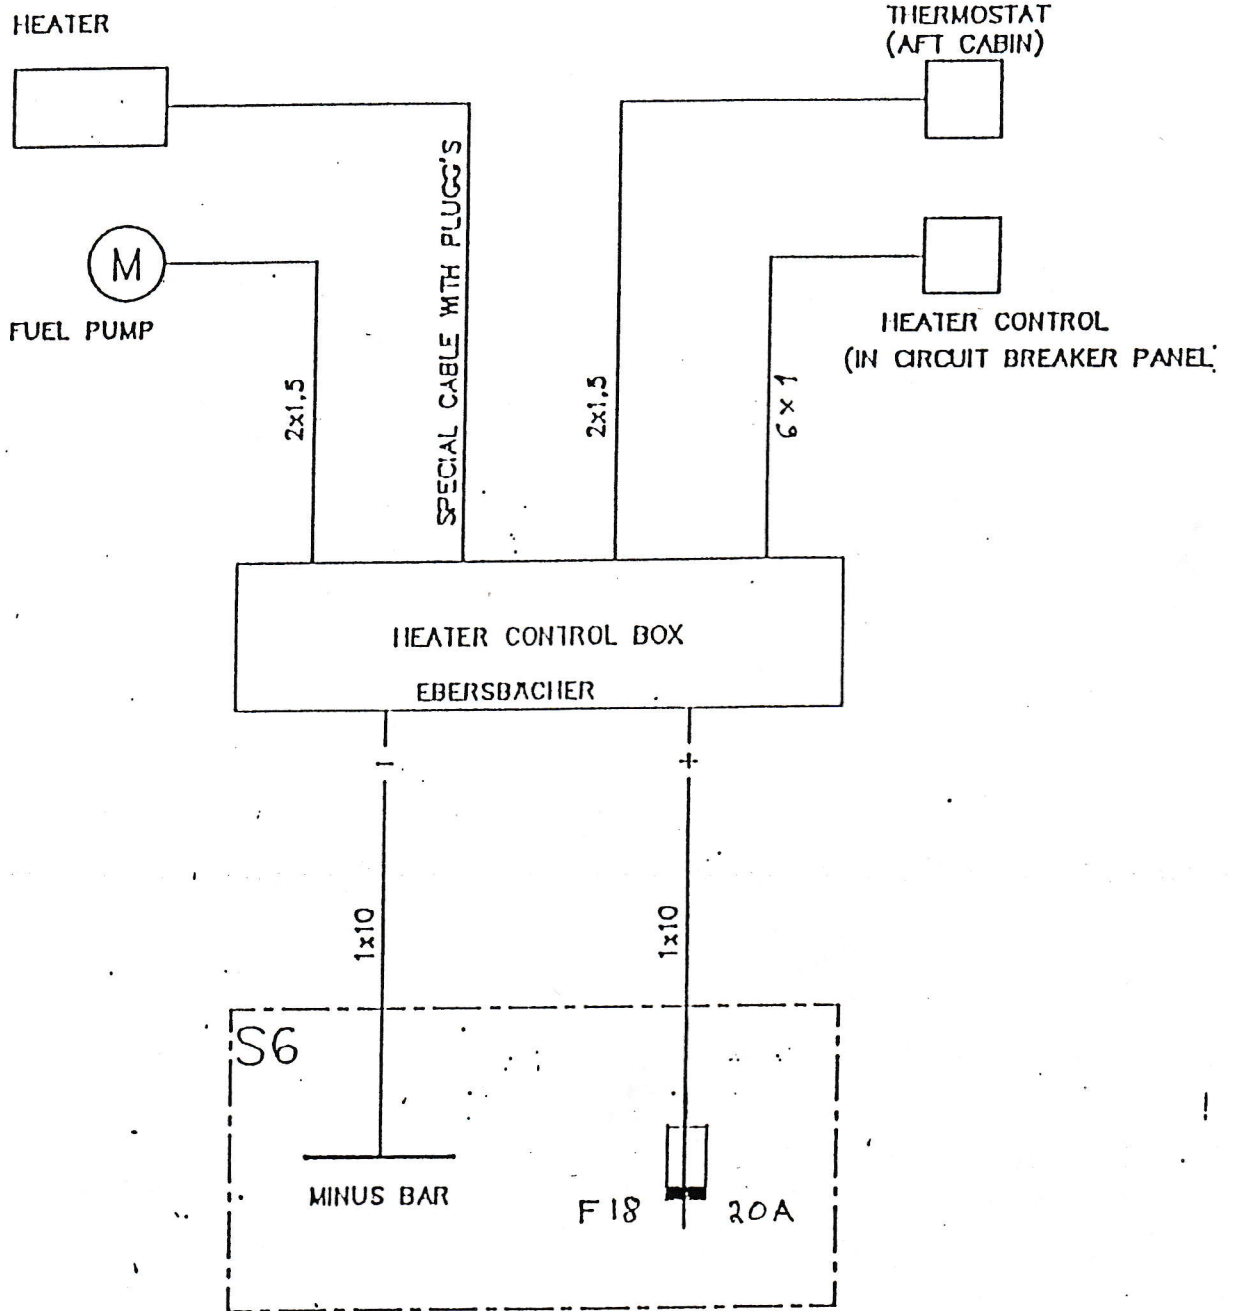 HEATER
THERMOSTAT
(AFT CABIN)
M
FUEL PUMP
HEATER CONTROL
(IN CIRCUIT BREAKER PANEL
2x1,5
SPECIAL CABLE WITH PLUGG'S
2x1,5
6x1
HEATER CONTROL BOX
EBERSBACHER
-
+
1x10
1x10
S6
MINUS BAR
F18
20A